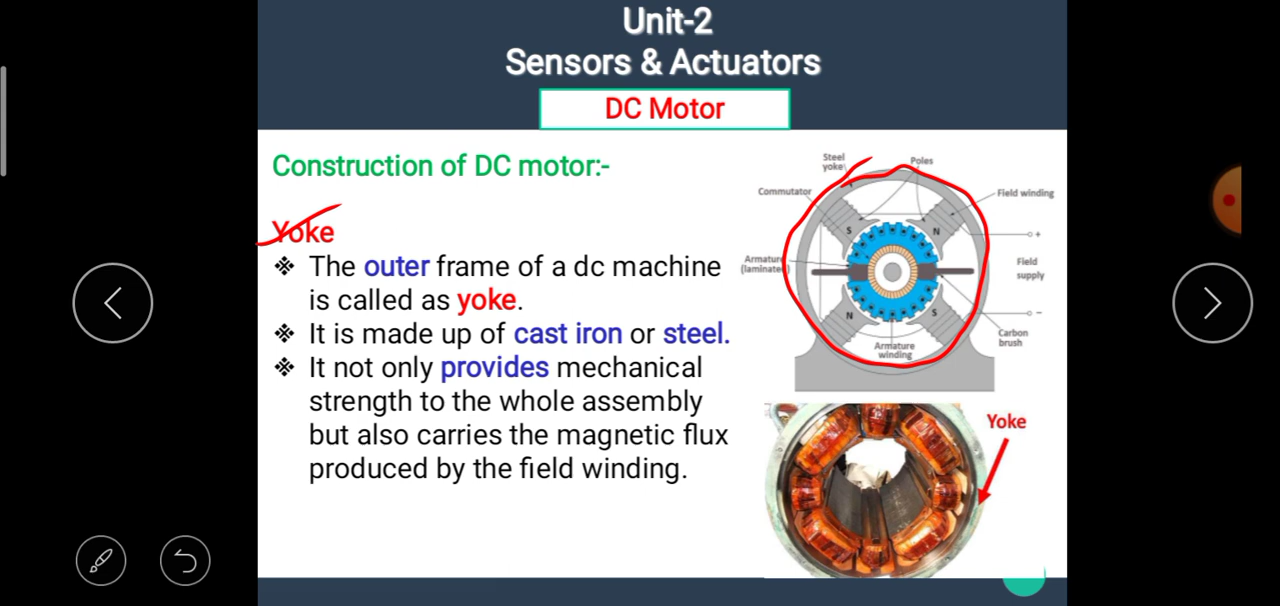 Unit-2
Sensors & Actuators
DC Motor
Construction of DC motor:-
Yoke
❖ The outer frame of a dc machine
is called as yoke.
❖ It is made up of cast iron or steel.
❖ It not only provides mechanical
strength to the whole assembly
but also carries the magnetic flux
produced by the field winding.
Steel
yoke
Poles
Commutator
Field winding
S
N
+
Armature
(laminated)
Field
supply
N
S
−
Carbon
brush
Armature
winding
Yoke